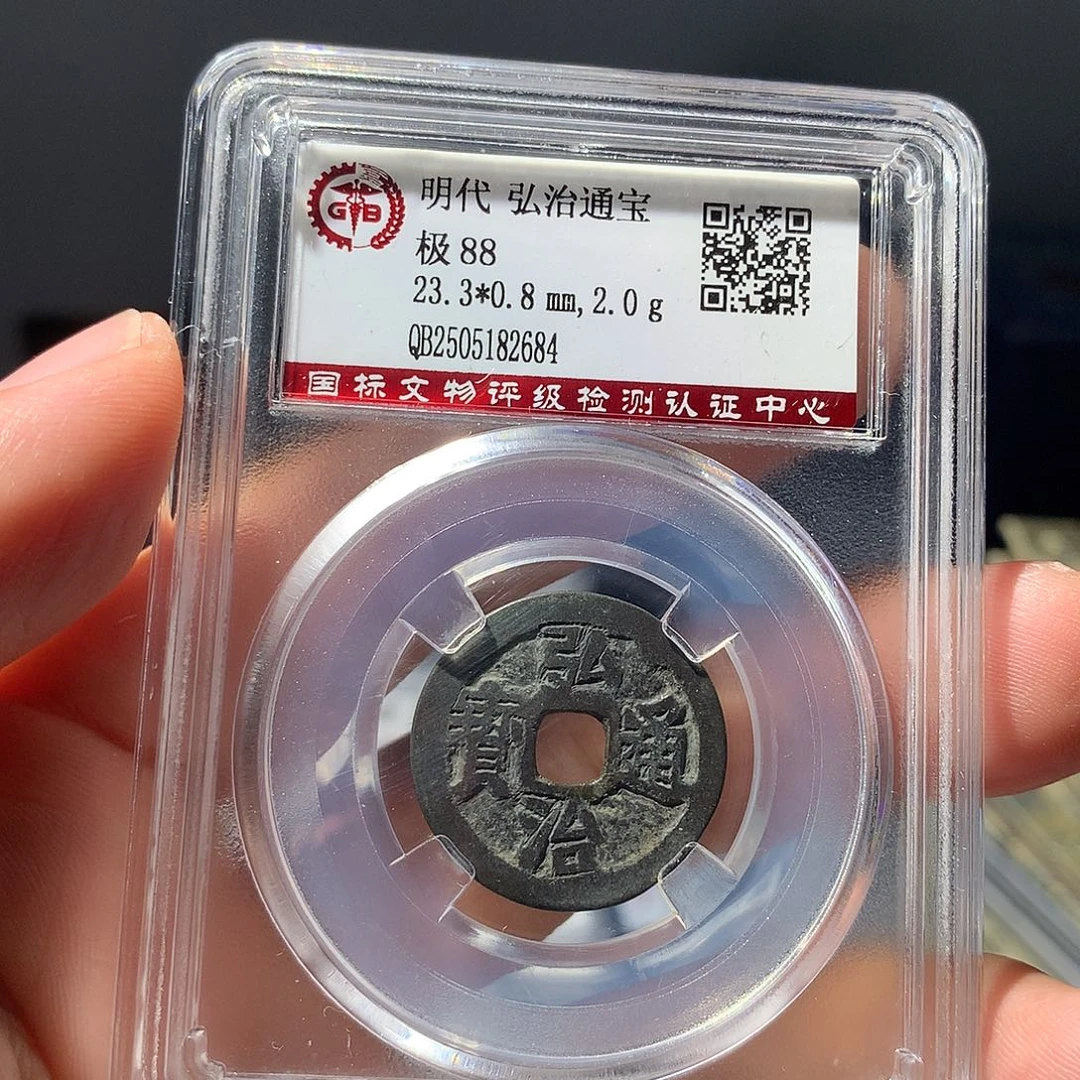 GB
明代 弘治通宝
极 88
23.3*0.8 mm, 2.0 g
QB2505182684
国标文物评级检测认证中心
弘治通寳